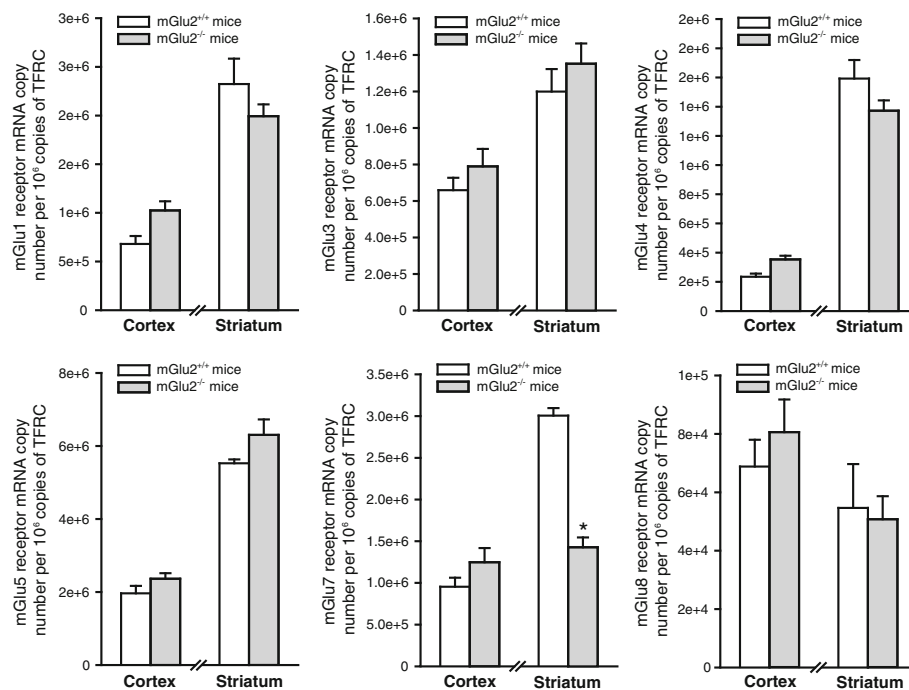 mGlu1 receptor mRNA copy
number per 10⁶ copies of TFRC
3e+6
3e+6
2e+6
2e+6
1e+6
5e+5
0
mGlu2⁺/⁺ mice
mGlu2⁻/⁻ mice
Cortex
Striatum
mGlu3 receptor mRNA copy
number per 10⁶ copies of TFRC
1.6e+6
1.4e+6
1.2e+6
1.0e+6
8.0e+5
6.0e+5
4.0e+5
2.0e+5
0
mGlu2⁺/⁺ mice
mGlu2⁻/⁻ mice
Cortex
Striatum
mGlu4 receptor mRNA copy
number per 10⁶ copies of TFRC
2e+6
2e+6
2e+6
1e+6
1e+6
1e+6
8e+5
6e+5
4e+5
2e+5
0
mGlu2⁺/⁺ mice
mGlu2⁻/⁻ mice
Cortex
Striatum
mGlu5 receptor mRNA copy
number per 10⁶ copies of TFRC
8e+6
6e+6
4e+6
2e+6
0
mGlu2⁺/⁺ mice
mGlu2⁻/⁻ mice
Cortex
Striatum
mGlu7 receptor mRNA copy
number per 10⁶ copies of TFRC
3.5e+6
3.0e+6
2.5e+6
2.0e+6
1.5e+6
1.0e+6
5.0e+5
0
mGlu2⁺/⁺ mice
mGlu2⁻/⁻ mice
*
Cortex
Striatum
mGlu8 receptor mRNA copy
number per 10⁶ copies of TFRC
1e+5
8e+4
6e+4
4e+4
2e+4
0
mGlu2⁺/⁺ mice
mGlu2⁻/⁻ mice
Cortex
Striatum